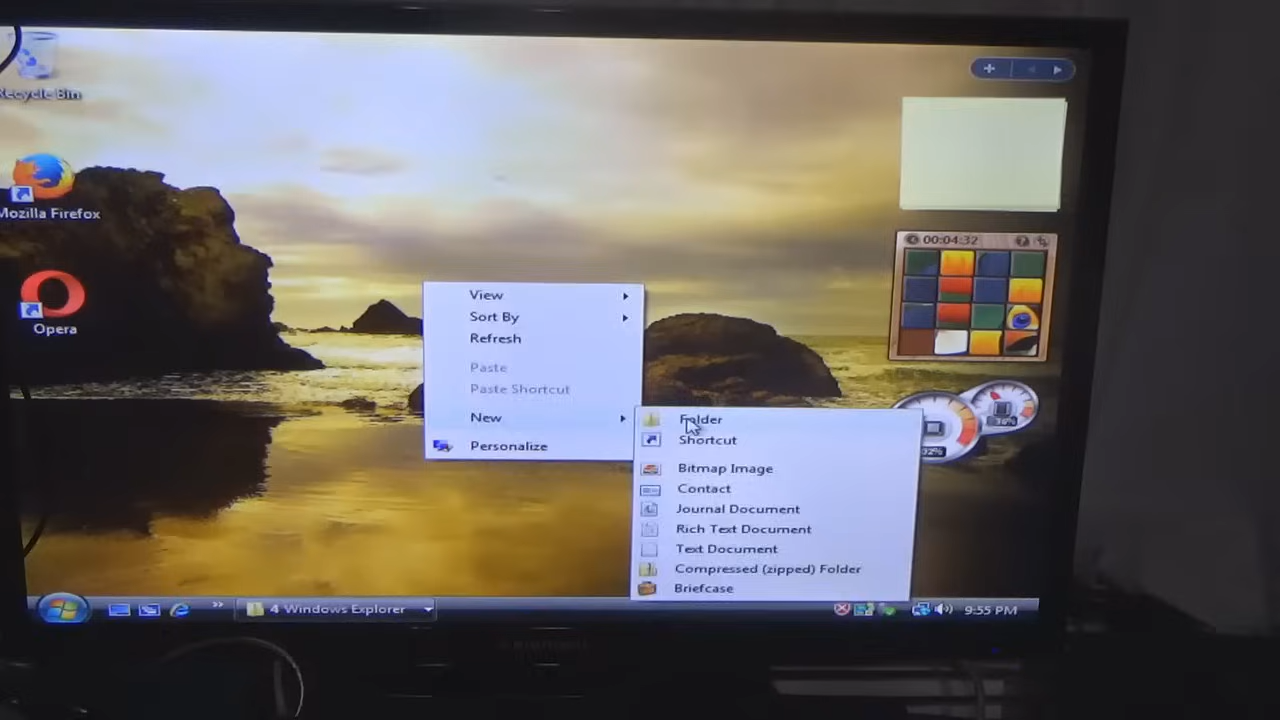 Recycle Bin
Mozilla Firefox
Opera
00:04:32
View
Sort By
Refresh
Paste
Paste Shortcut
New
Personalize
Folder
Shortcut
Bitmap Image
Contact
Journal Document
Rich Text Document
Text Document
Compressed (zipped) Folder
Briefcase
36%
4 Windows Explorer
9:55 PM